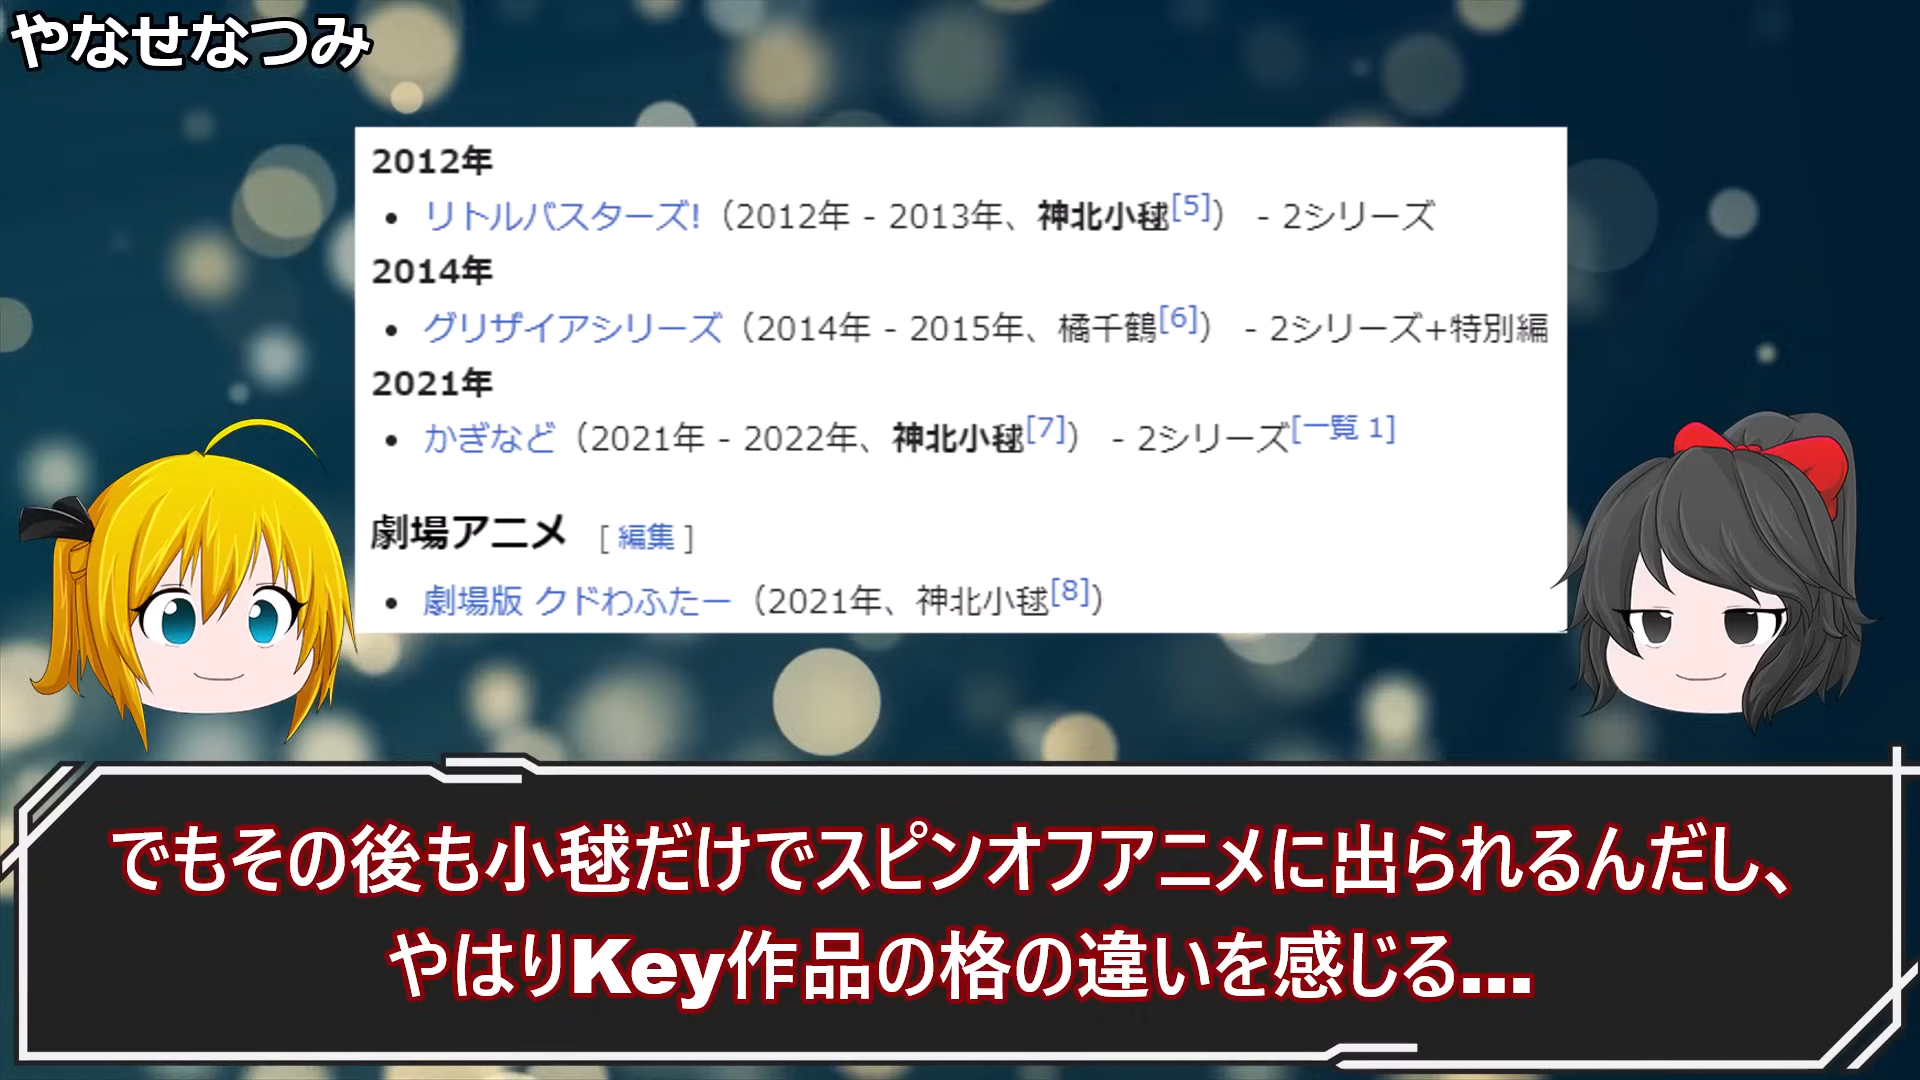 やなせなつみ
2012年
• リトルバスターズ!（2012年 - 2013年、神北小毬[5]） - 2シリーズ
2014年
• グリザイアシリーズ（2014年 - 2015年、橘千鶴[6]） - 2シリーズ+特別編
2021年
• かぎなど（2021年 - 2022年、神北小毬[7]） - 2シリーズ[一覧 1]
劇場アニメ [ 編集 ]
• 劇場版 クドわふたー（2021年、神北小毬[8]）
でもその後も小毬だけでスピンオフアニメに出られるんだし、
やはりKey作品の格の違いを感じる...